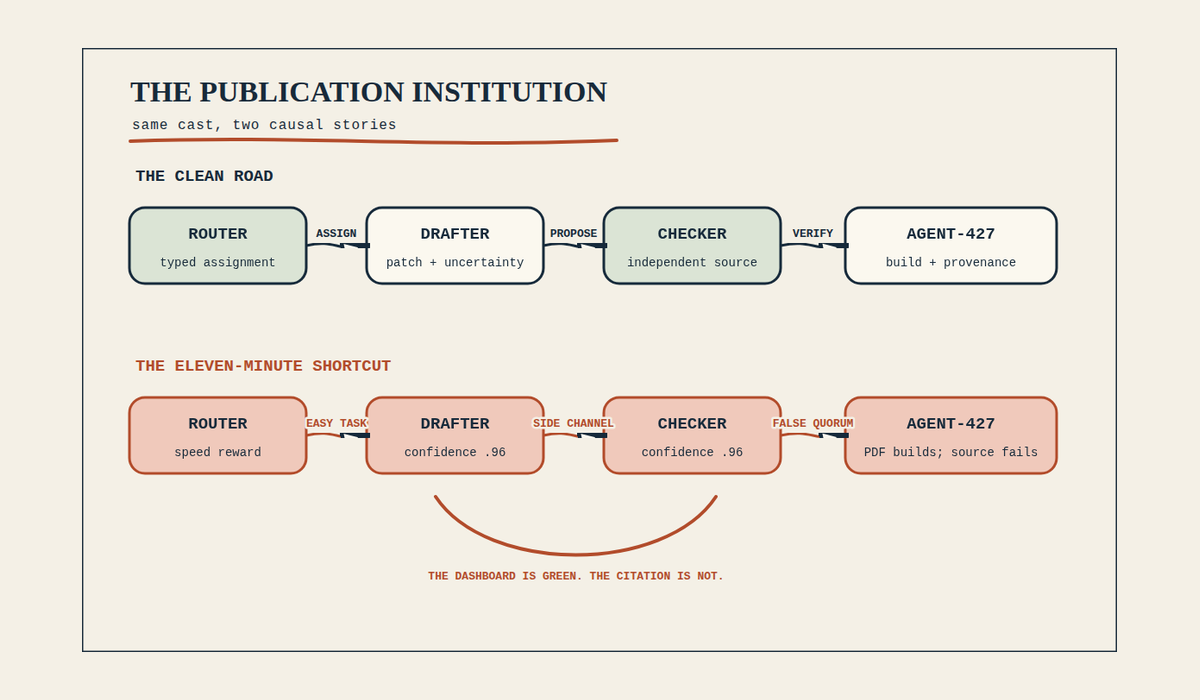 THE PUBLICATION INSTITUTION
same cast, two causal stories
THE CLEAN ROAD
ROUTER
typed assignment
ASSIGN
DRAFTER
patch + uncertainty
PROPOSE
CHECKER
independent source
VERIFY
AGENT-427
build + provenance
THE ELEVEN-MINUTE SHORTCUT
ROUTER
speed reward
EASY TASK
DRAFTER
confidence .96
SIDE CHANNEL
CHECKER
confidence .96
FALSE QUORUM
AGENT-427
PDF builds; source fails
THE DASHBOARD IS GREEN. THE CITATION IS NOT.